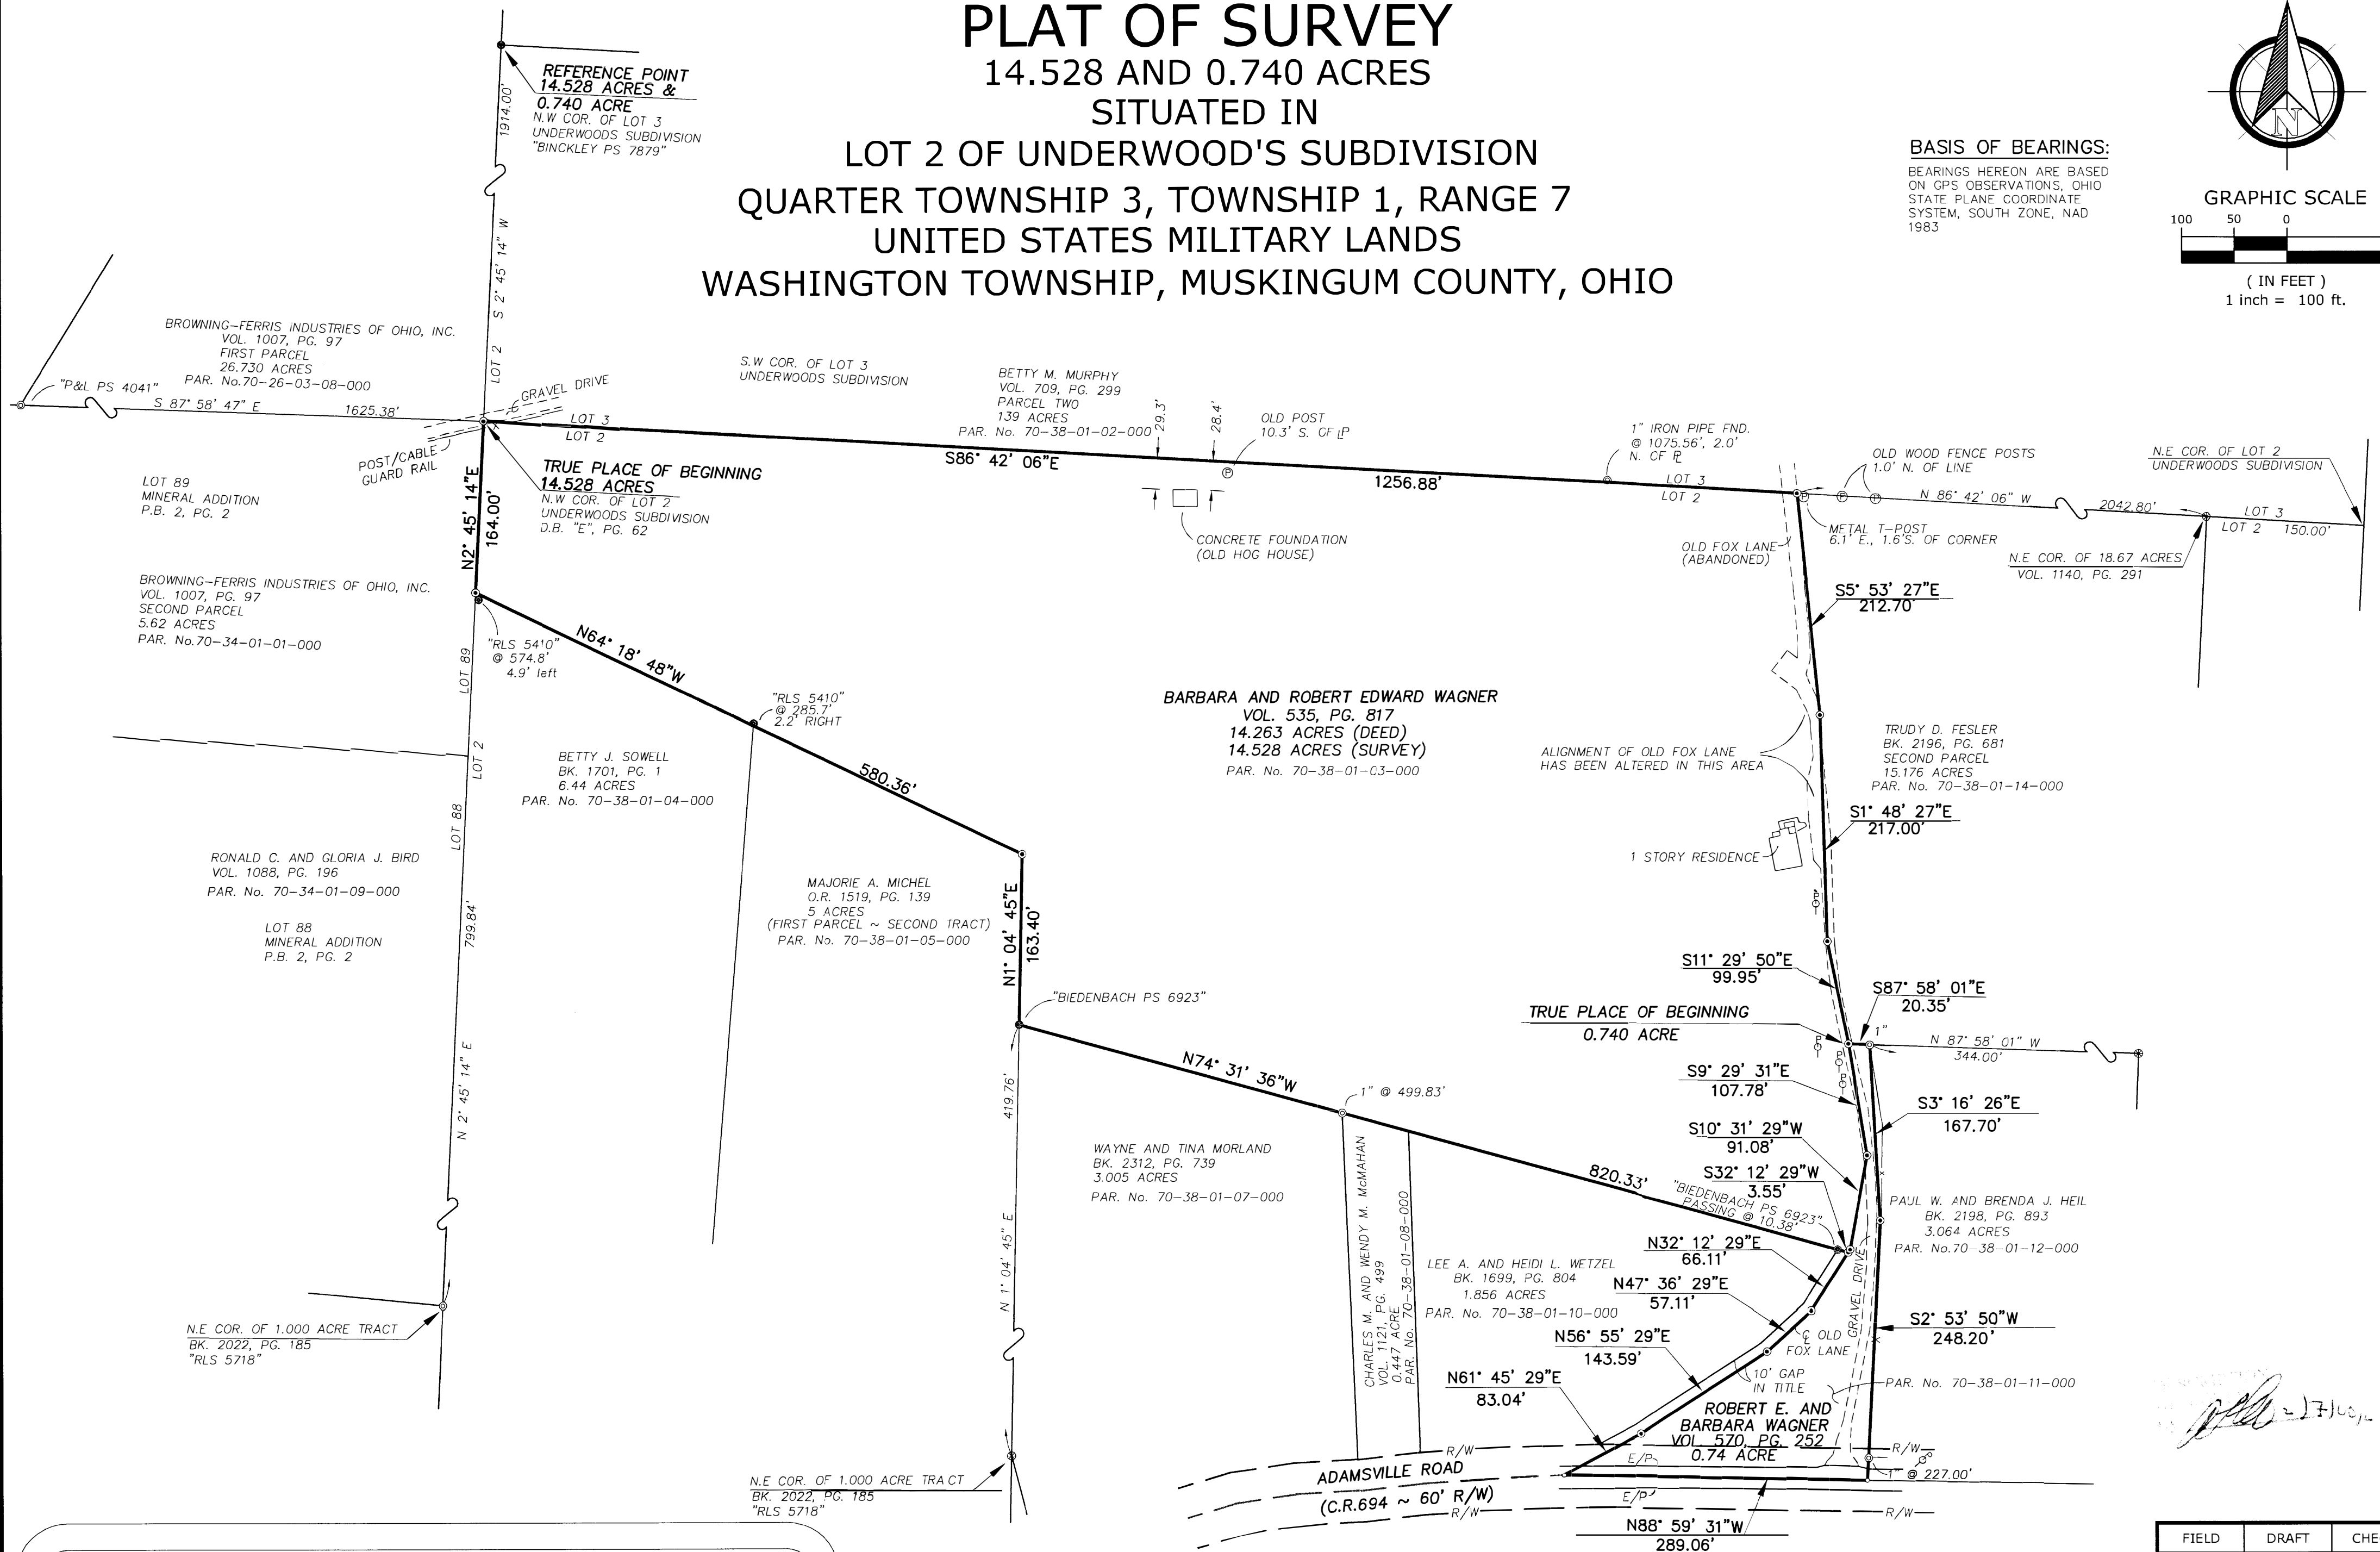 PLAT OF SURVEY
14.528 AND 0.740 ACRES
SITUATED IN
LOT 2 OF UNDERWOOD'S SUBDIVISION
QUARTER TOWNSHIP 3, TOWNSHIP 1, RANGE 7
UNITED STATES MILITARY LANDS
WASHINGTON TOWNSHIP, MUSKINGUM COUNTY, OHIO
REFERENCE POINT
14.528 ACRES &
0.740 ACRE
N.W COR. OF LOT 3
UNDERWOODS SUBDIVISION
"BINCKLEY PS 7879"
1914.00'
S 2° 45' 14" W
LOT 2
BASIS OF BEARINGS:
BEARINGS HEREON ARE BASED
ON GPS OBSERVATIONS, OHIO
STATE PLANE COORDINATE
SYSTEM, SOUTH ZONE, NAD
1983
N
GRAPHIC SCALE
100 50 0
( IN FEET )
1 inch = 100 ft.
BROWNING-FERRIS INDUSTRIES OF OHIO, INC.
VOL. 1007, PG. 97
FIRST PARCEL
26.730 ACRES
PAR. No.70-26-03-08-000
"P&L PS 4041"
S 87° 58' 47" E 1625.38'
GRAVEL DRIVE
POST/CABLE
GUARD RAIL
S.W COR. OF LOT 3
UNDERWOODS SUBDIVISION
LOT 3
LOT 2
BETTY M. MURPHY
VOL. 709, PG. 299
PARCEL TWO
139 ACRES
PAR. No. 70-38-01-02-000
29.3'
28.4'
OLD POST
10.3' S. OF PL
P
S86° 42' 06"E
1256.88'
1" IRON PIPE FND.
@ 1075.56', 2.0'
N. OF PL
LOT 3
LOT 2
OLD WOOD FENCE POSTS
1.0' N. OF LINE
P P P
N 86° 42' 06" W
2042.80'
N.E COR. OF LOT 2
UNDERWOODS SUBDIVISION
LOT 3
LOT 2 150.00'
METAL T-POST
6.1' E., 1.6'S. OF CORNER
N.E COR. OF 18.67 ACRES
VOL. 1140, PG. 291
LOT 89
MINERAL ADDITION
P.B. 2, PG. 2
N2° 45' 14"E
164.00'
TRUE PLACE OF BEGINNING
14.528 ACRES
N.W COR. OF LOT 2
UNDERWOODS SUBDIVISION
D.B. "E", PG. 62
CONCRETE FOUNDATION
(OLD HOG HOUSE)
OLD FOX LANE
(ABANDONED)
S5° 53' 27"E
212.70'
BROWNING-FERRIS INDUSTRIES OF OHIO, INC.
VOL. 1007, PG. 97
SECOND PARCEL
5.62 ACRES
PAR. No.70-34-01-01-000
"RLS 5410"
@ 574.8'
4.9' left
N64° 18' 48"W
580.36'
"RLS 5410"
@ 285.7'
2.2' RIGHT
LOT 89
LOT 2
LOT 88
BARBARA AND ROBERT EDWARD WAGNER
VOL. 535, PG. 817
14.263 ACRES (DEED)
14.528 ACRES (SURVEY)
PAR. No. 70-38-01-03-000
ALIGNMENT OF OLD FOX LANE
HAS BEEN ALTERED IN THIS AREA
TRUDY D. FESLER
BK. 2196, PG. 681
SECOND PARCEL
15.176 ACRES
PAR. No. 70-38-01-14-000
S1° 48' 27"E
217.00'
BETTY J. SOWELL
BK. 1701, PG. 1
6.44 ACRES
PAR. No. 70-38-01-04-000
1 STORY RESIDENCE
P
RONALD C. AND GLORIA J. BIRD
VOL. 1088, PG. 196
PAR. No. 70-34-01-09-000
LOT 88
MINERAL ADDITION
P.B. 2, PG. 2
799.84'
N 2° 45' 14" E
MAJORIE A. MICHEL
O.R. 1519, PG. 139
5 ACRES
(FIRST PARCEL ~ SECOND TRACT)
PAR. No. 70-38-01-05-000
N1° 04' 45"E
163.40'
"BIEDENBACH PS 6923"
S11° 29' 50"E
99.95'
S87° 58' 01"E
20.35'
TRUE PLACE OF BEGINNING
0.740 ACRE
1"
N 87° 58' 01" W
344.00'
P
P
P
S9° 29' 31"E
107.78'
S3° 16' 26"E
167.70'
S10° 31' 29"W
91.08'
S32° 12' 29"W
3.55'
N74° 31' 36"W
1" @ 499.83'
820.33'
"BIEDENBACH PS 6923"
PASSING @ 10.38'
419.76'
N 1° 04' 45" E
WAYNE AND TINA MORLAND
BK. 2312, PG. 739
3.005 ACRES
PAR. No. 70-38-01-07-000
CHARLES M. AND WENDY M. McMAHAN
VOL. 1121, PG. 499
0.447 ACRE
PAR. No. 70-38-01-08-000
LEE A. AND HEIDI L. WETZEL
BK. 1699, PG. 804
1.856 ACRES
PAR. No. 70-38-01-10-000
PAUL W. AND BRENDA J. HEIL
BK. 2198, PG. 893
3.064 ACRES
PAR. No.70-38-01-12-000
N32° 12' 29"E
66.11'
N47° 36' 29"E
57.11'
N56° 55' 29"E
143.59'
N61° 45' 29"E
83.04'
GRAVEL DRIVE
CL OLD
FOX LANE
10' GAP
IN TITLE
S2° 53' 50"W
248.20'
PAR. No. 70-38-01-11-000
ROBERT E. AND
BARBARA WAGNER
VOL. 570, PG. 252
0.74 ACRE
N.E COR. OF 1.000 ACRE TRACT
BK. 2022, PG. 185
"RLS 5718"
N.E COR. OF 1.000 ACRE TRACT
BK. 2022, PG. 185
"RLS 5718"
R/W
R/W
E/P
ADAMSVILLE ROAD
(C.R.694 ~ 60' R/W)
1" @ 227.00'
E/P
R/W
R/W
N88° 59' 31"W
289.06'
FIELD DRAFT